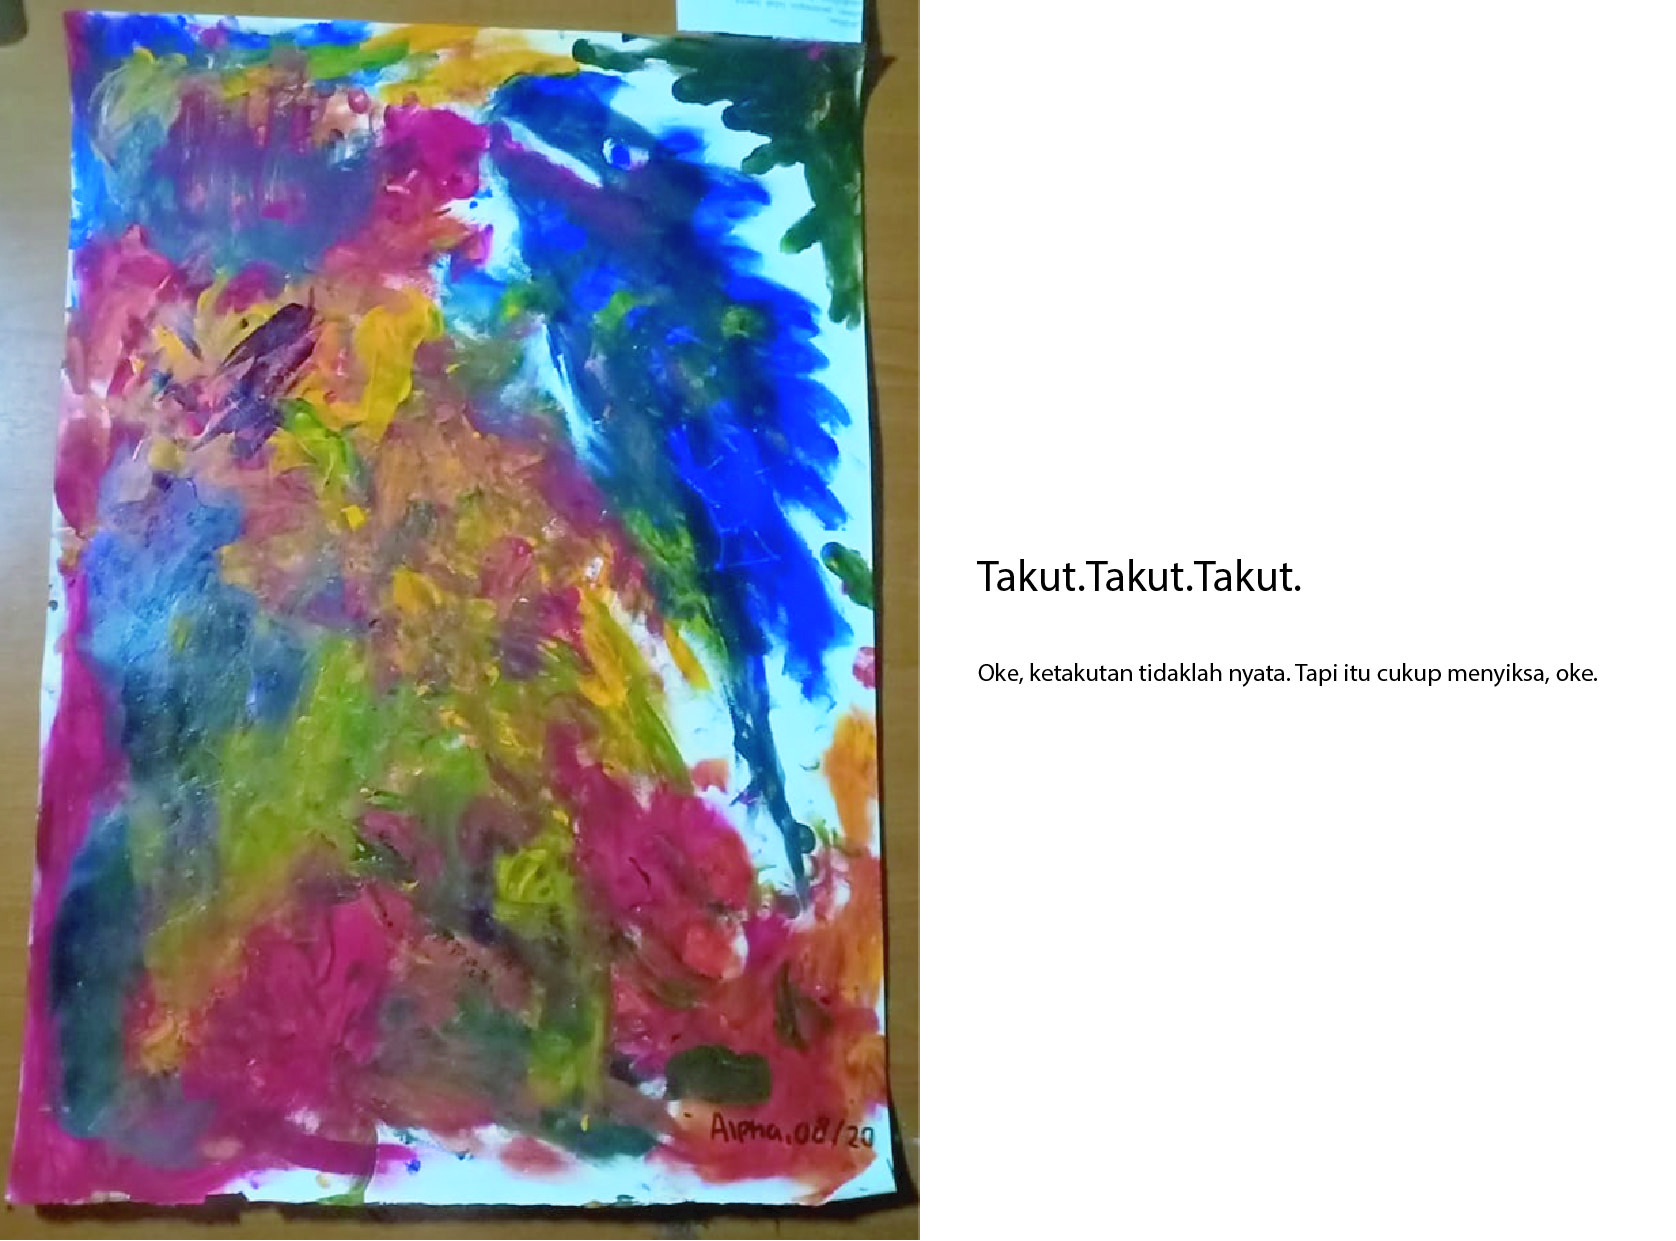 Takut.Takut.Takut.
Oke, ketakutan tidaklah nyata. Tapi itu cukup menyiksa, oke.
Alpha.08/20